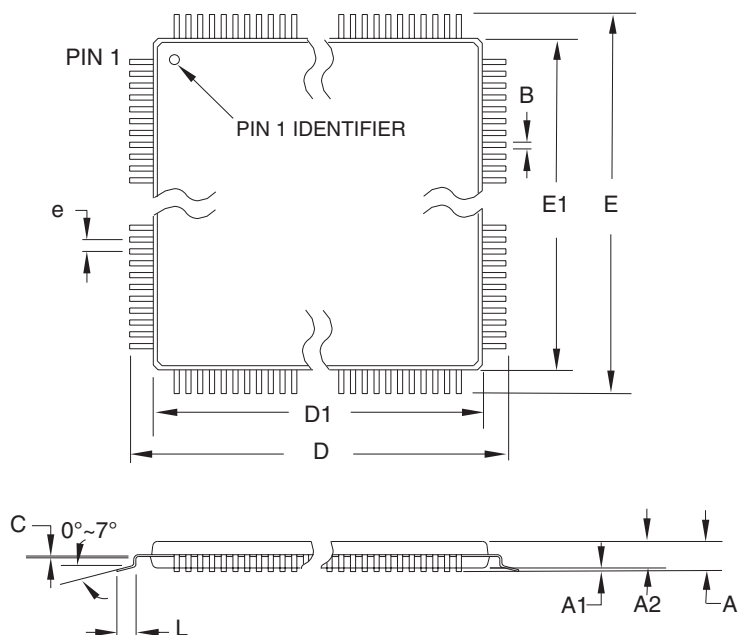 PIN 1
PIN 1 IDENTIFIER
B
e
E1
E
D1
D
C
0°~7°
L
A1
A2
A